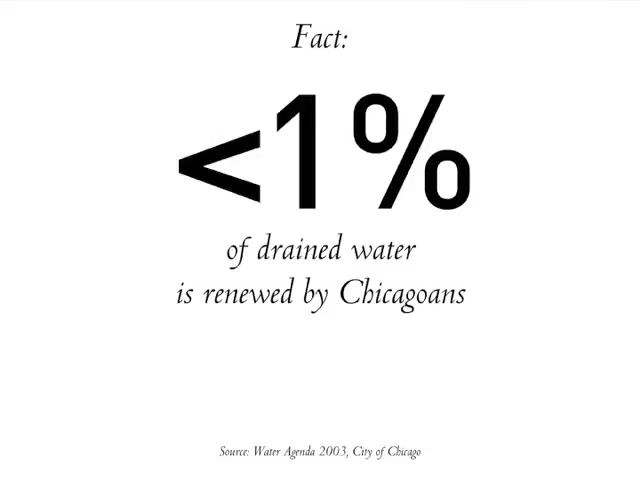 Fact:
<1%
of drained water
is renewed by Chicagoans
Source: Water Agenda 2003, City of Chicago